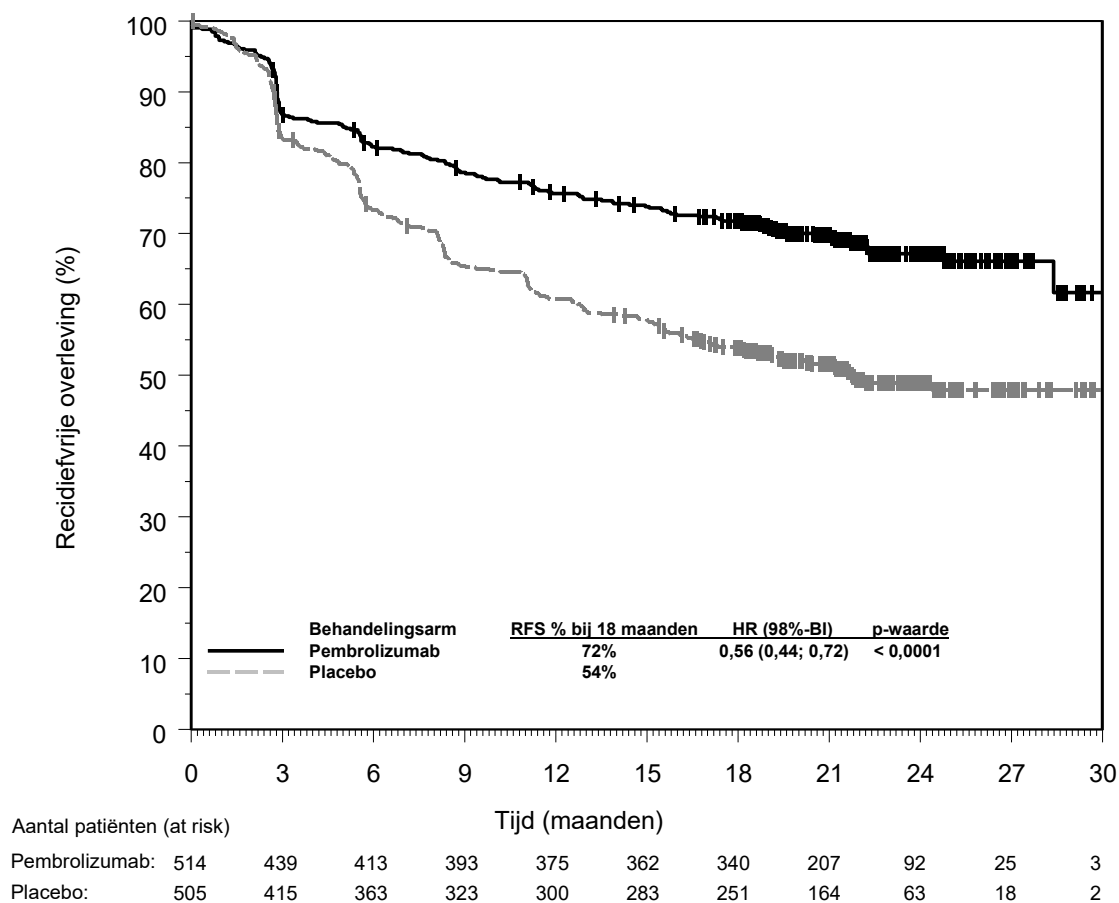 100
90
80
70
60
50
40
30
20
10
0
Recidiefvrije overleving (%)
Behandelingsarm RFS % bij 18 maanden HR (98%-BI) p-waarde
Pembrolizumab 72% 0,56 (0,44; 0,72) < 0,0001
Placebo 54%
0 3 6 9 12 15 18 21 24 27 30
Tijd (maanden)
Aantal patiënten (at risk)
Pembrolizumab: 514 439 413 393 375 362 340 207 92 25 3
Placebo: 505 415 363 323 300 283 251 164 63 18 2